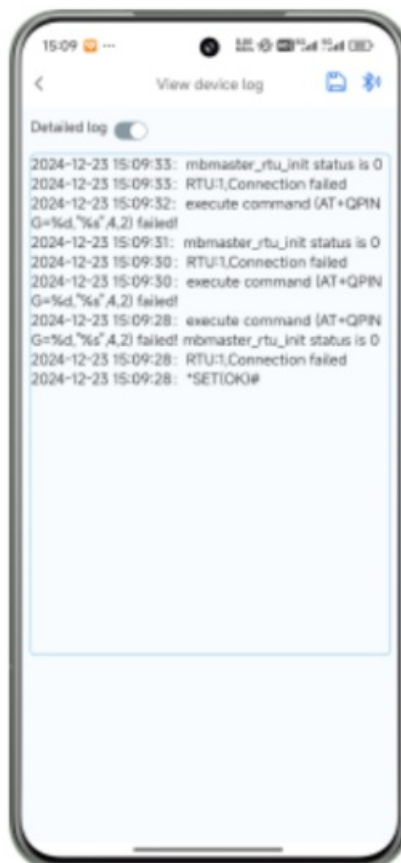 15:09
View device log
Detailed log
2024-12-23 15:09:33: mbmaster_rtu_init status is 0
2024-12-23 15:09:33: RTU:1,Connection failed
2024-12-23 15:09:32: execute command (AT+QPIN
G=%d,"%s",4,2) failed!
2024-12-23 15:09:31: mbmaster_rtu_init status is 0
2024-12-23 15:09:30: RTU:1,Connection failed
2024-12-23 15:09:30: execute command (AT+QPIN
G=%d,"%s",4,2) failed!
2024-12-23 15:09:28: execute command (AT+QPIN
G=%d,"%s",4,2) failed! mbmaster_rtu_init status is 0
2024-12-23 15:09:28: RTU:1,Connection failed
2024-12-23 15:09:28: *SET(OK)#